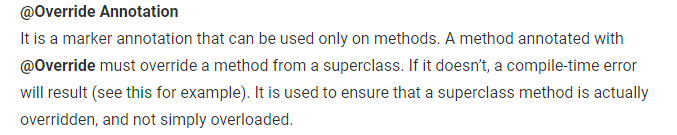 @Override Annotation
It is a marker annotation that can be used only on methods. A method annotated with
@Override must override a method from a superclass. If it doesn’t, a compile-time error
will result (see this for example). It is used to ensure that a superclass method is actually
overridden, and not simply overloaded.